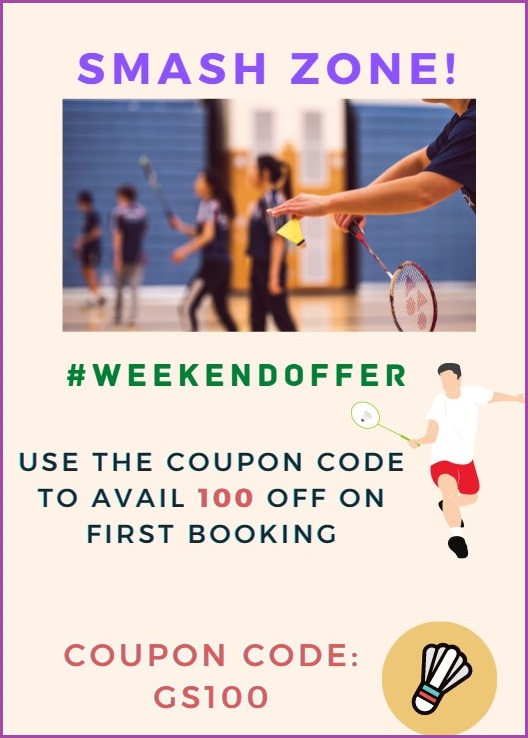 SMASH ZONE!
#WEEKENDOFFER
USE THE COUPON CODE
TO AVAIL 100 OFF ON
FIRST BOOKING
COUPON CODE:
GS100